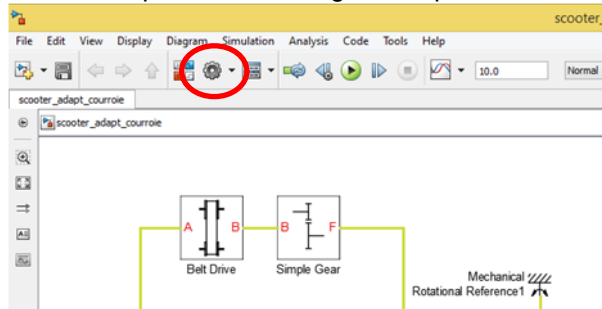 scooter_
File Edit View Display Diagram Simulation Analysis Code Tools Help
10.0 Normal
scooter_adapt_courroie
scooter_adapt_courroie
A B B F
Belt Drive Simple Gear
Mechanical
Rotational Reference1